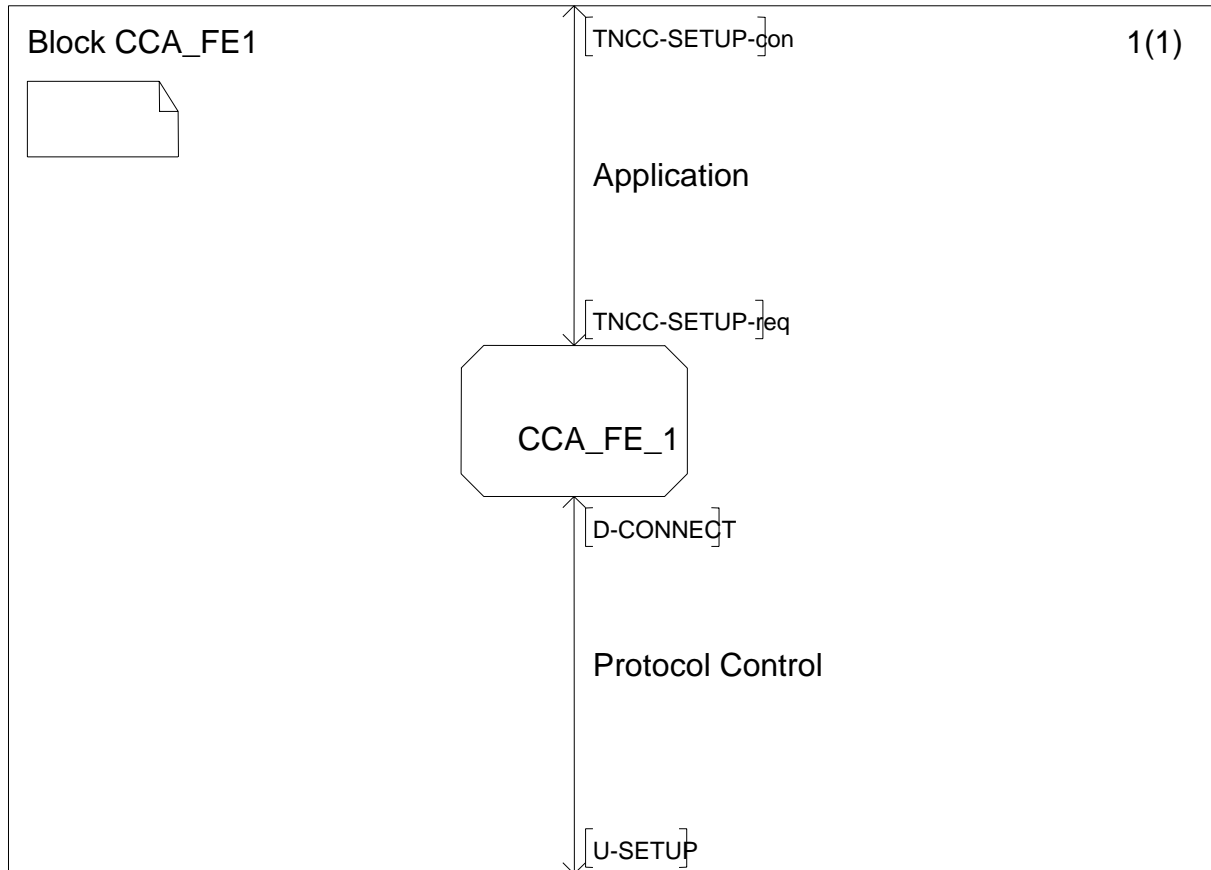 Block CCA_FE1
[TNCC-SETUP-con]
1(1)
Application
[TNCC-SETUP-req]
CCA_FE_1
[D-CONNECT]
Protocol Control
[U-SETUP]